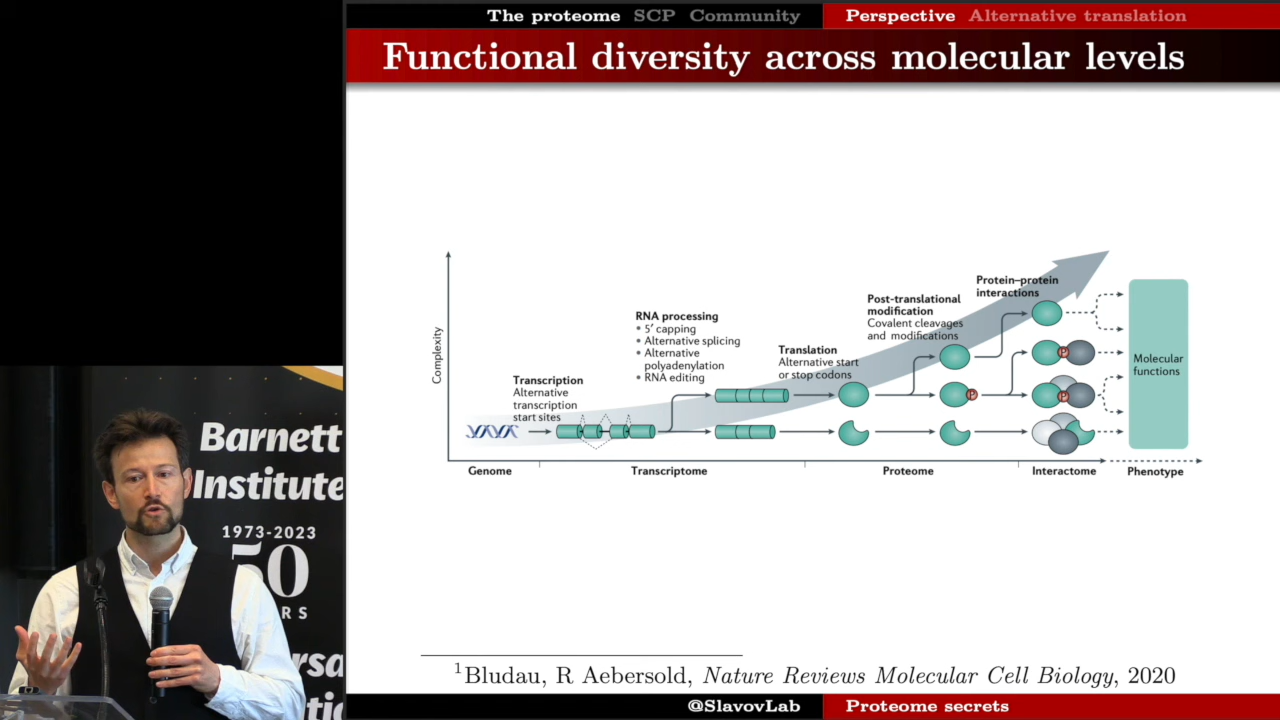 The proteome SCP Community Perspective Alternative translation
Functional diversity across molecular levels
Complexity
Transcription
Alternative
transcription
start sites
RNA processing
• 5′ capping
• Alternative splicing
• Alternative
polyadenylation
• RNA editing
Translation
Alternative start
or stop codons
Post-translational
modification
Covalent cleavages
and modifications
Protein–protein
interactions
P
P
P
Molecular
functions
Genome
Transcriptome
Proteome
Interactome
Phenotype
1Bludau, R Aebersold, Nature Reviews Molecular Cell Biology, 2020
@SlavovLab Proteome secrets
Barnett
Institute
1973-2023
50